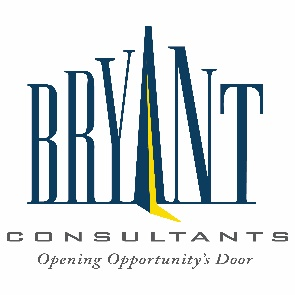 BRYANT
CONSULTANTS
Opening Opportunity's Door